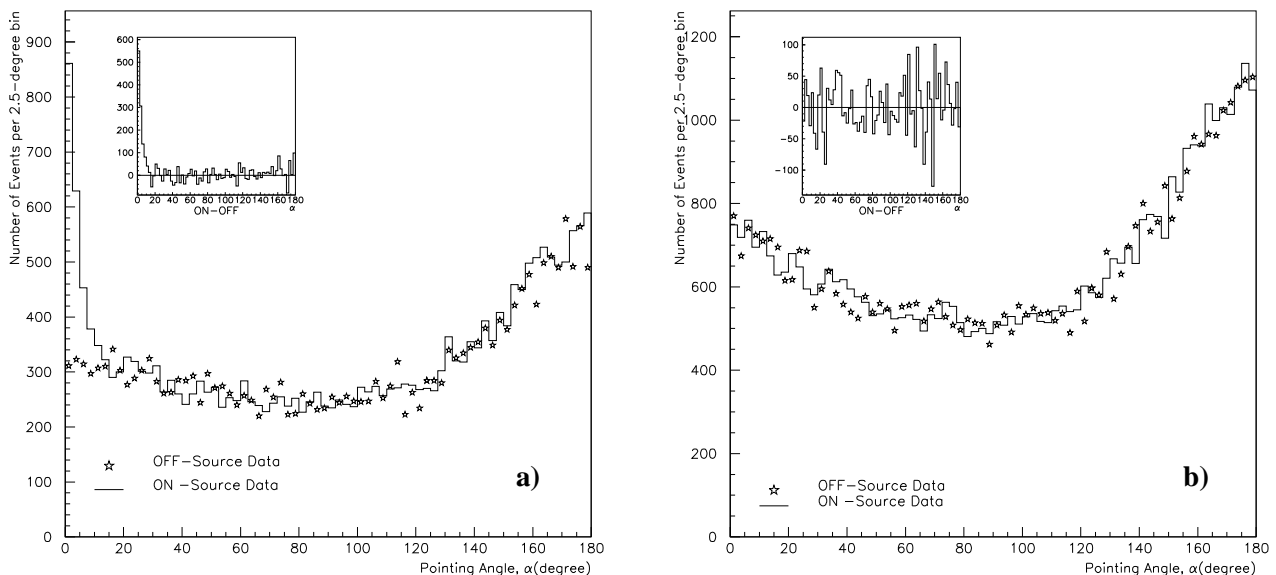 Number of Events per 2.5-degree bin
900
800
700
600
500
400
300
200
100
0
0 20 40 60 80 100 120 140 160 180
Pointing Angle, α(degree)
600
500
400
300
200
100
0
0 20 40 60 80 100 120 140 160 180
ON-OFF α
OFF-Source Data
ON -Source Data
a)
Number of Events per 2.5-degree bin
1200
1000
800
600
400
200
0
0 20 40 60 80 100 120 140 160 180
Pointing Angle, α(degree)
100
50
0
-50
-100
0 20 40 60 80 100 120 140 160 180
ON-OFF α
OFF-Source Data
ON -Source Data
b)